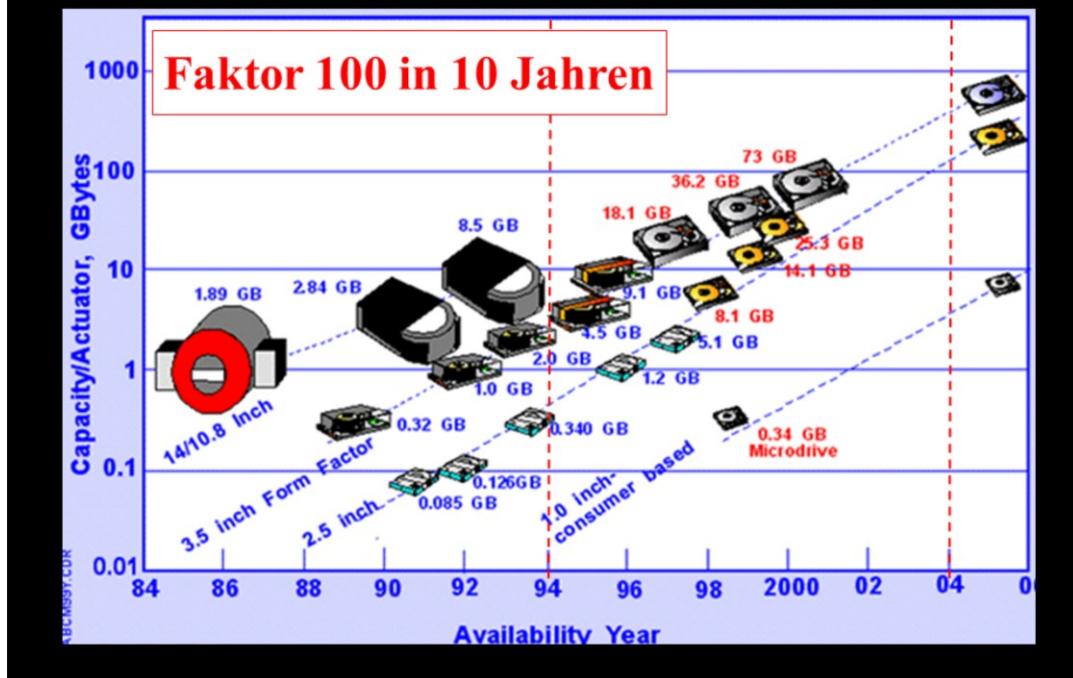 Faktor 100 in 10 Jahren
1000
100
10
1
0.1
0.01
Capacity/Actuator, GBytes
1.89 GB
2.84 GB
8.5 GB
18.1 GB
36.2 GB
73 GB
25.3 GB
14.1 GB
9.1 GB
8.1 GB
4.5 GB
5.1 GB
2.0 GB
1.2 GB
1.0 GB
0.32 GB
0.340 GB
0.34 GB
Microdrive
0.126GB
0.085 GB
14/10.8 Inch
3.5 inch Form Factor
2.5 inch
1.0 inch-
consumer based
84 86 88 90 92 94 96 98 2000 02 04
Availability Year